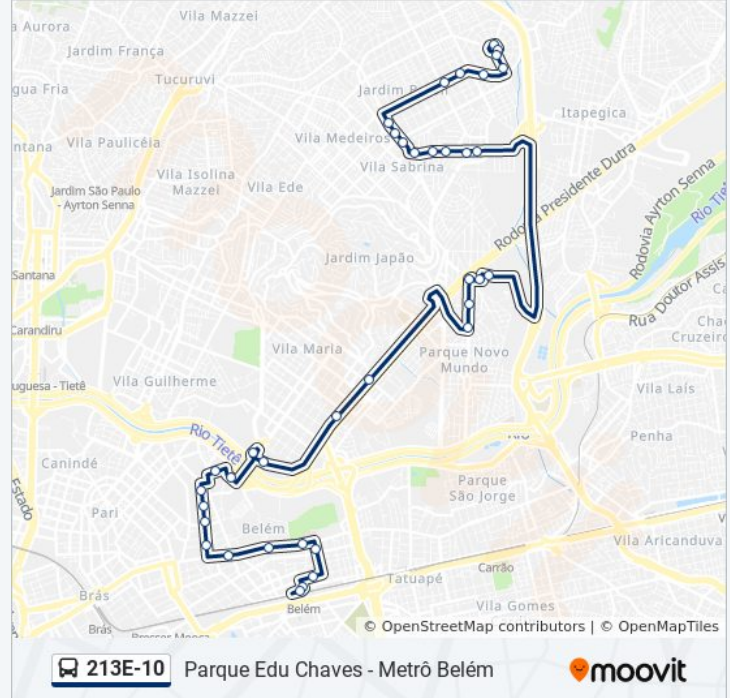 Vila Mazzei
a Aurora
Jardim França
Tucuruvi
gua Fria
Itapegica
Vila Medeiros
ntana
Vila Paulicéia
Vila Sabrina
Vila Isolina
Mazzei
Vila Ede
Jardim São Paulo
- Ayrton Senna
Rodovia Presidente Dutra
Rodovia Ayrton Senna
Rio Tie
Jardim Japão
Santana
Rua Doutor Assis
Carandiru
Cruzeiro
Vila Maria
Parque Novo
Mundo
uguesa - Tietê
Vila Guilherme
Vila Laís
Rio Tietê
Penha
Canindé
Parque
São Jorge
Estado
Pari
Belém
Vila Aricanduva
Carrão
Tatuapé
Brás
Vila Gomes
Belém
Brás
© OpenStreetMap contributors | © OpenMapTiles
213E-10 Parque Edu Chaves - Metrô Belém
moovit